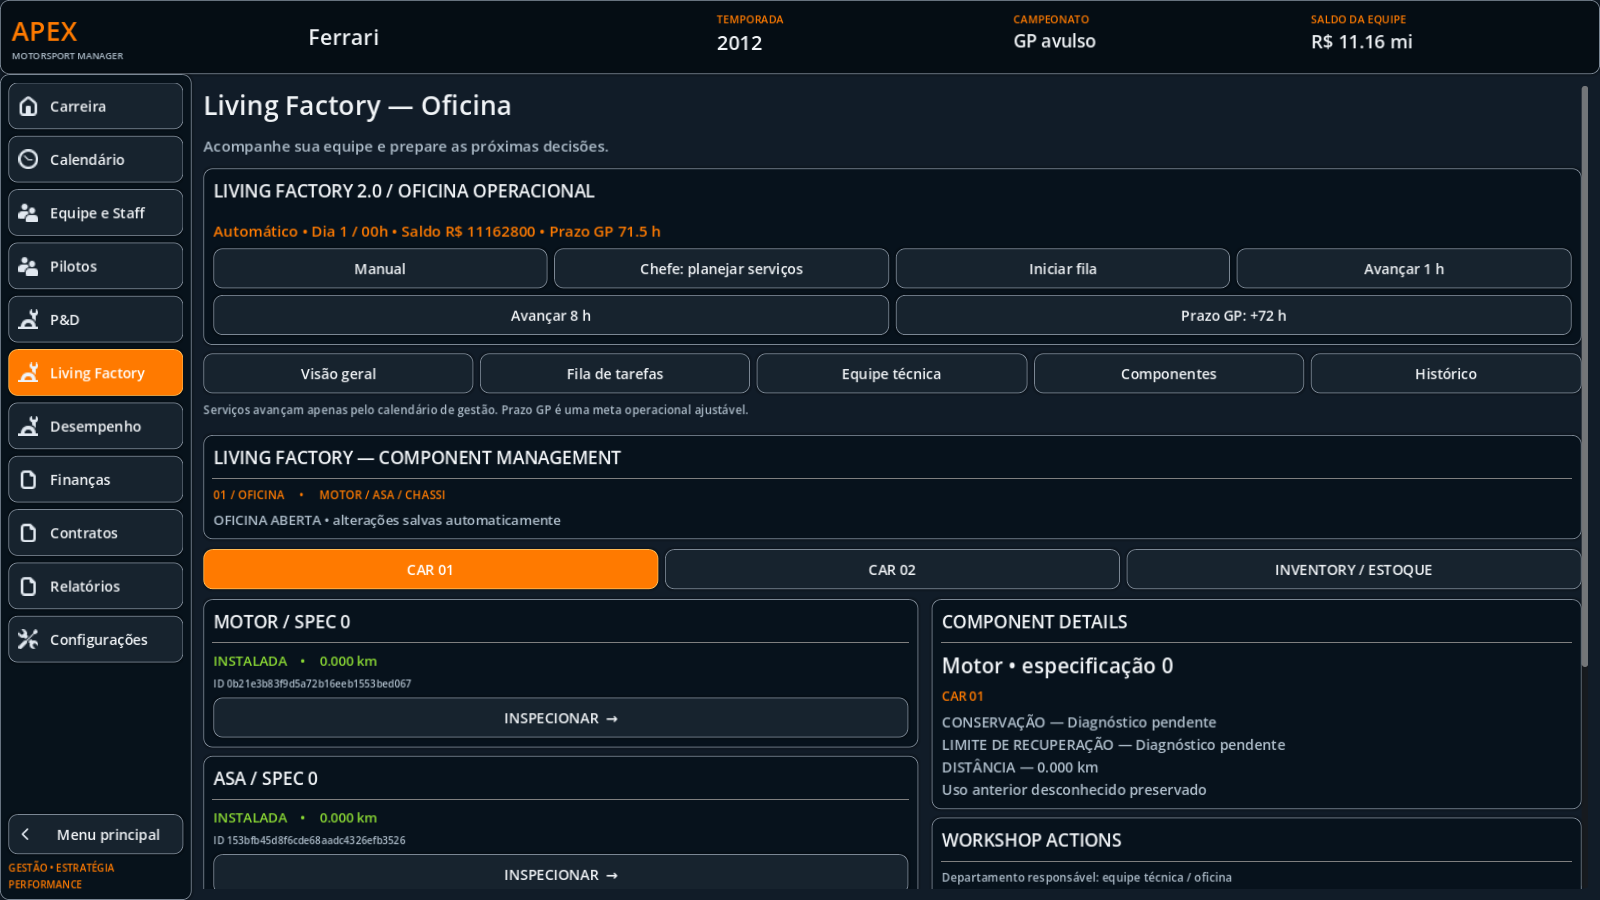 APEX
MOTORSPORT MANAGER
Ferrari
TEMPORADA
2012
CAMPEONATO
GP avulso
SALDO DA EQUIPE
R$ 11.16 mi
Carreira
Calendário
Equipe e Staff
Pilotos
P&D
Living Factory
Desempenho
Finanças
Contratos
Relatórios
Configurações
Menu principal
GESTÃO • ESTRATÉGIA
PERFORMANCE
Living Factory — Oficina
Acompanhe sua equipe e prepare as próximas decisões.
LIVING FACTORY 2.0 / OFICINA OPERACIONAL
Automático • Dia 1 / 00h • Saldo R$ 11162800 • Prazo GP 71.5 h
Manual
Chefe: planejar serviços
Iniciar fila
Avançar 1 h
Avançar 8 h
Prazo GP: +72 h
Visão geral
Fila de tarefas
Equipe técnica
Componentes
Histórico
Serviços avançam apenas pelo calendário de gestão. Prazo GP é uma meta operacional ajustável.
LIVING FACTORY — COMPONENT MANAGEMENT
01 / OFICINA • MOTOR / ASA / CHASSI
OFICINA ABERTA • alterações salvas automaticamente
CAR 01
CAR 02
INVENTORY / ESTOQUE
MOTOR / SPEC 0
INSTALADA • 0.000 km
ID 0b21e3b83f9d5a72b16eeb1553bed067
INSPECIONAR →
ASA / SPEC 0
INSTALADA • 0.000 km
ID 153bfb45d8f6cde68aadc4326efb3526
INSPECIONAR →
COMPONENT DETAILS
Motor • especificação 0
CAR 01
CONSERVAÇÃO — Diagnóstico pendente
LIMITE DE RECUPERAÇÃO — Diagnóstico pendente
DISTÂNCIA — 0.000 km
Uso anterior desconhecido preservado
WORKSHOP ACTIONS
Departamento responsável: equipe técnica / oficina